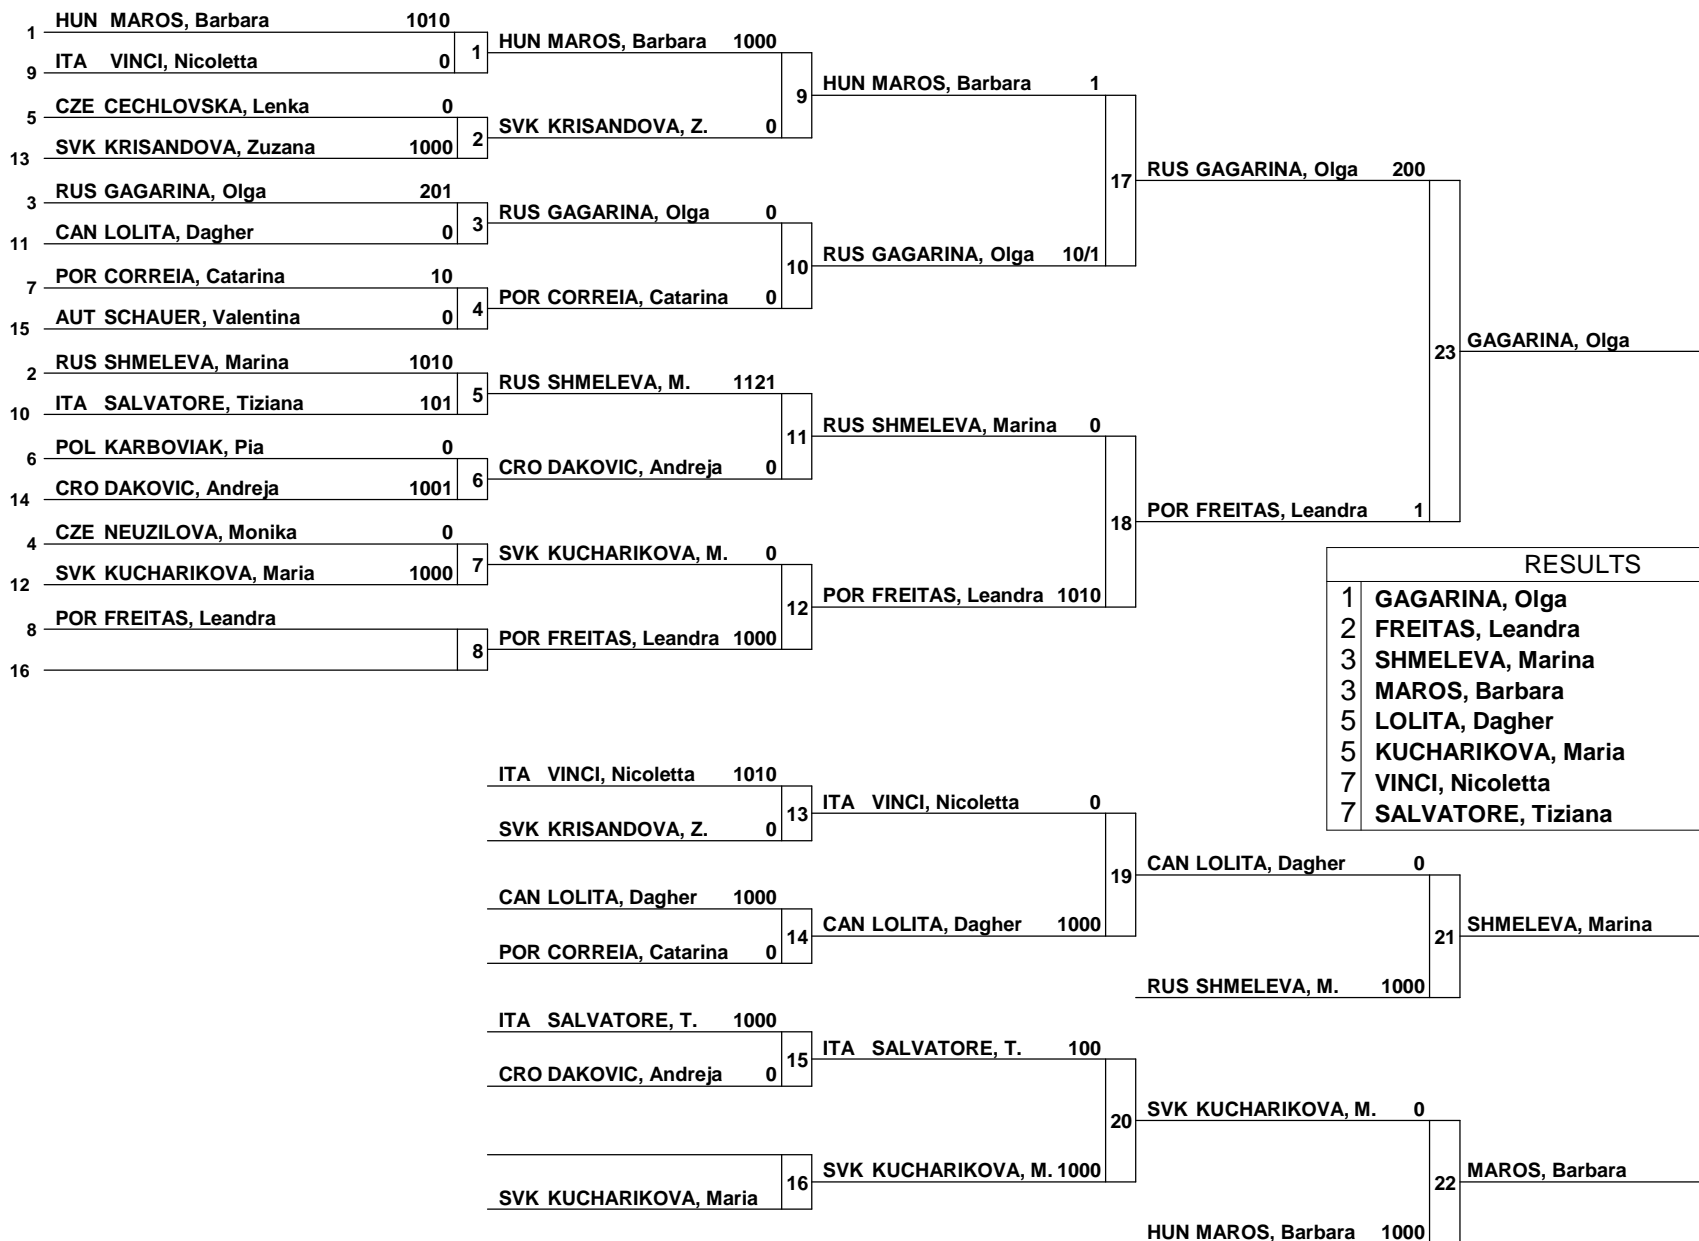 1 HUN MAROS, Barbara 1010
9 ITA VINCI, Nicoletta 0
1
5 CZE CECHLOVSKA, Lenka 0
13 SVK KRISANDOVA, Zuzana 1000
2
3 RUS GAGARINA, Olga 201
11 CAN LOLITA, Dagher 0
3
7 POR CORREIA, Catarina 10
15 AUT SCHAUER, Valentina 0
4
2 RUS SHMELEVA, Marina 1010
10 ITA SALVATORE, Tiziana 101
5
6 POL KARBOVIAK, Pia 0
14 CRO DAKOVIC, Andreja 1001
6
4 CZE NEUZILOVA, Monika 0
12 SVK KUCHARIKOVA, Maria 1000
7
8 POR FREITAS, Leandra
16
8
HUN MAROS, Barbara 1000
SVK KRISANDOVA, Z. 0
9
RUS GAGARINA, Olga 0
POR CORREIA, Catarina 0
10
RUS SHMELEVA, M. 1121
CRO DAKOVIC, Andreja 0
11
SVK KUCHARIKOVA, M. 0
POR FREITAS, Leandra 1000
12
HUN MAROS, Barbara 1
RUS GAGARINA, Olga 10/1
17
RUS SHMELEVA, Marina 0
POR FREITAS, Leandra 1010
18
RUS GAGARINA, Olga 200
POR FREITAS, Leandra 1
23
GAGARINA, Olga
RESULTS
1 GAGARINA, Olga
2 FREITAS, Leandra
3 SHMELEVA, Marina
3 MAROS, Barbara
5 LOLITA, Dagher
5 KUCHARIKOVA, Maria
7 VINCI, Nicoletta
7 SALVATORE, Tiziana
ITA VINCI, Nicoletta 1010
SVK KRISANDOVA, Z. 0
13
CAN LOLITA, Dagher 1000
POR CORREIA, Catarina 0
14
ITA SALVATORE, T. 1000
CRO DAKOVIC, Andreja 0
15
SVK KUCHARIKOVA, Maria
16
ITA VINCI, Nicoletta 0
CAN LOLITA, Dagher 1000
19
ITA SALVATORE, T. 100
SVK KUCHARIKOVA, M. 1000
20
CAN LOLITA, Dagher 0
RUS SHMELEVA, M. 1000
21
SHMELEVA, Marina
SVK KUCHARIKOVA, M. 0
HUN MAROS, Barbara 1000
22
MAROS, Barbara